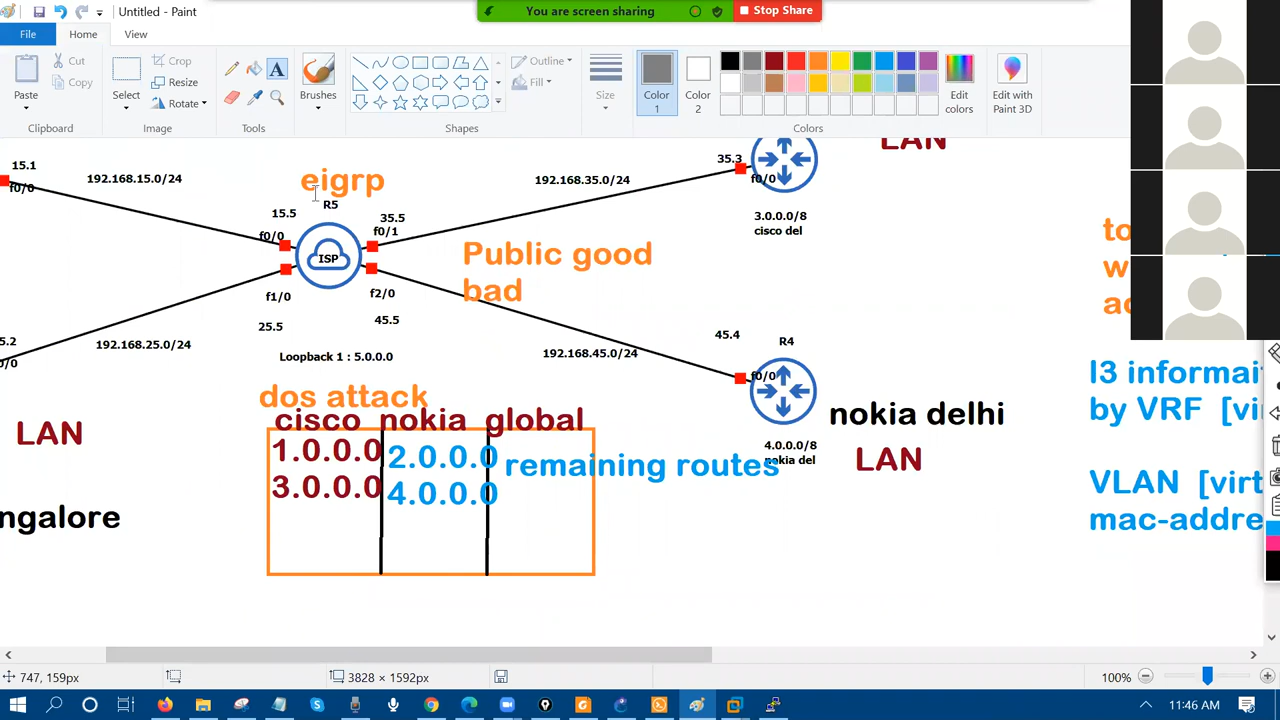 Untitled - Paint
You are screen sharing
Stop Share
File
Home
View
Paste
Cut
Copy
Clipboard
Select
Crop
Resize
Rotate
Image
A
Tools
Brushes
Outline
Fill
Shapes
Size
Color
1
Color
2
Edit
colors
Edit with
Paint 3D
Colors
15.1
f0/0
192.168.15.0/24
eigrp
R5
15.5
f0/0
35.5
f0/1
ISP
f1/0
25.5
f2/0
45.5
Loopback 1 : 5.0.0.0
192.168.35.0/24
35.3
f0/0
LAN
3.0.0.0/8
cisco del
Public good
bad
5.2
0/0
192.168.25.0/24
192.168.45.0/24
45.4
R4
f0/0
nokia delhi
4.0.0.0/8
nokia del
LAN
LAN
ngalore
dos attack
cisco nokia global
1.0.0.0 2.0.0.0 remaining routes
3.0.0.0 4.0.0.0
to
w
ac
l3 informai
by VRF [vi
VLAN [virt
mac-addre
747, 159px
3828 × 1592px
100%
11:46 AM